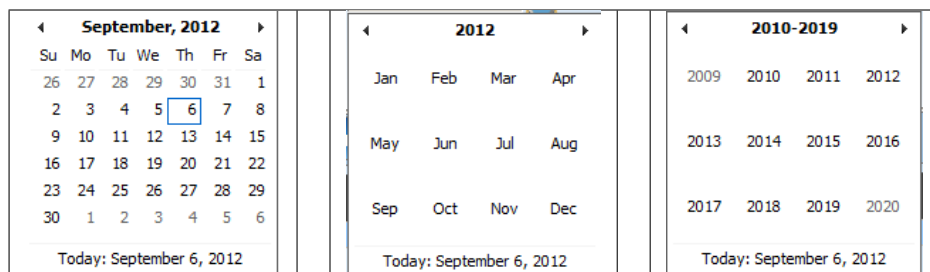 September, 2012
Su Mo Tu We Th Fr Sa
26 27 28 29 30 31 1
2 3 4 5 6 7 8
9 10 11 12 13 14 15
16 17 18 19 20 21 22
23 24 25 26 27 28 29
30 1 2 3 4 5 6
Today: September 6, 2012
2012
Jan Feb Mar Apr
May Jun Jul Aug
Sep Oct Nov Dec
Today: September 6, 2012
2010-2019
2009 2010 2011 2012
2013 2014 2015 2016
2017 2018 2019 2020
Today: September 6, 2012